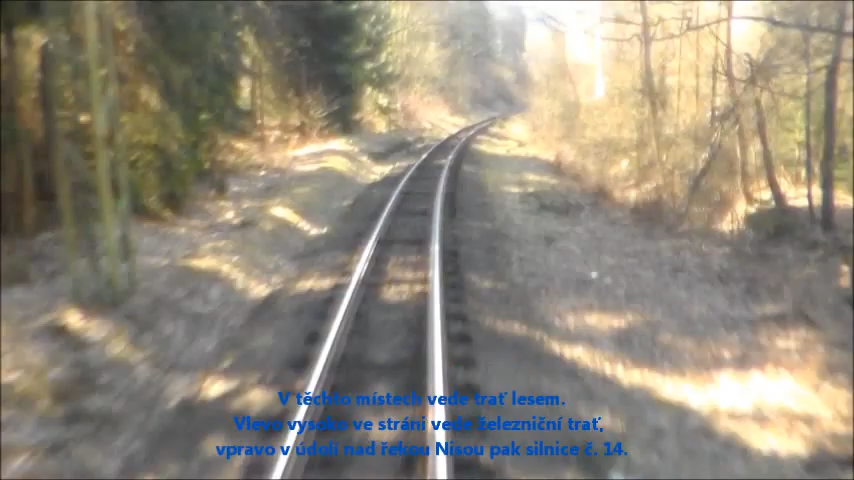 V těchto místech vede trať lesem.
Vlevo vysoko ve stráni vede železniční trať,
vpravo v údolí nad řekou Nisou pak silnice č. 14.